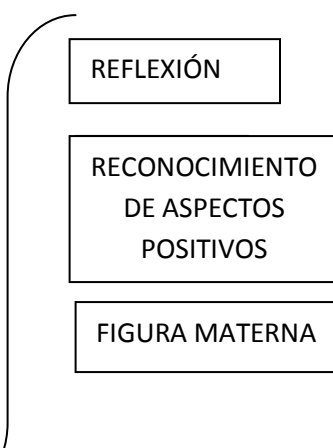 REFLEXIÓN
RECONOCIMIENTO
DE ASPECTOS
POSITIVOS
FIGURA MATERNA